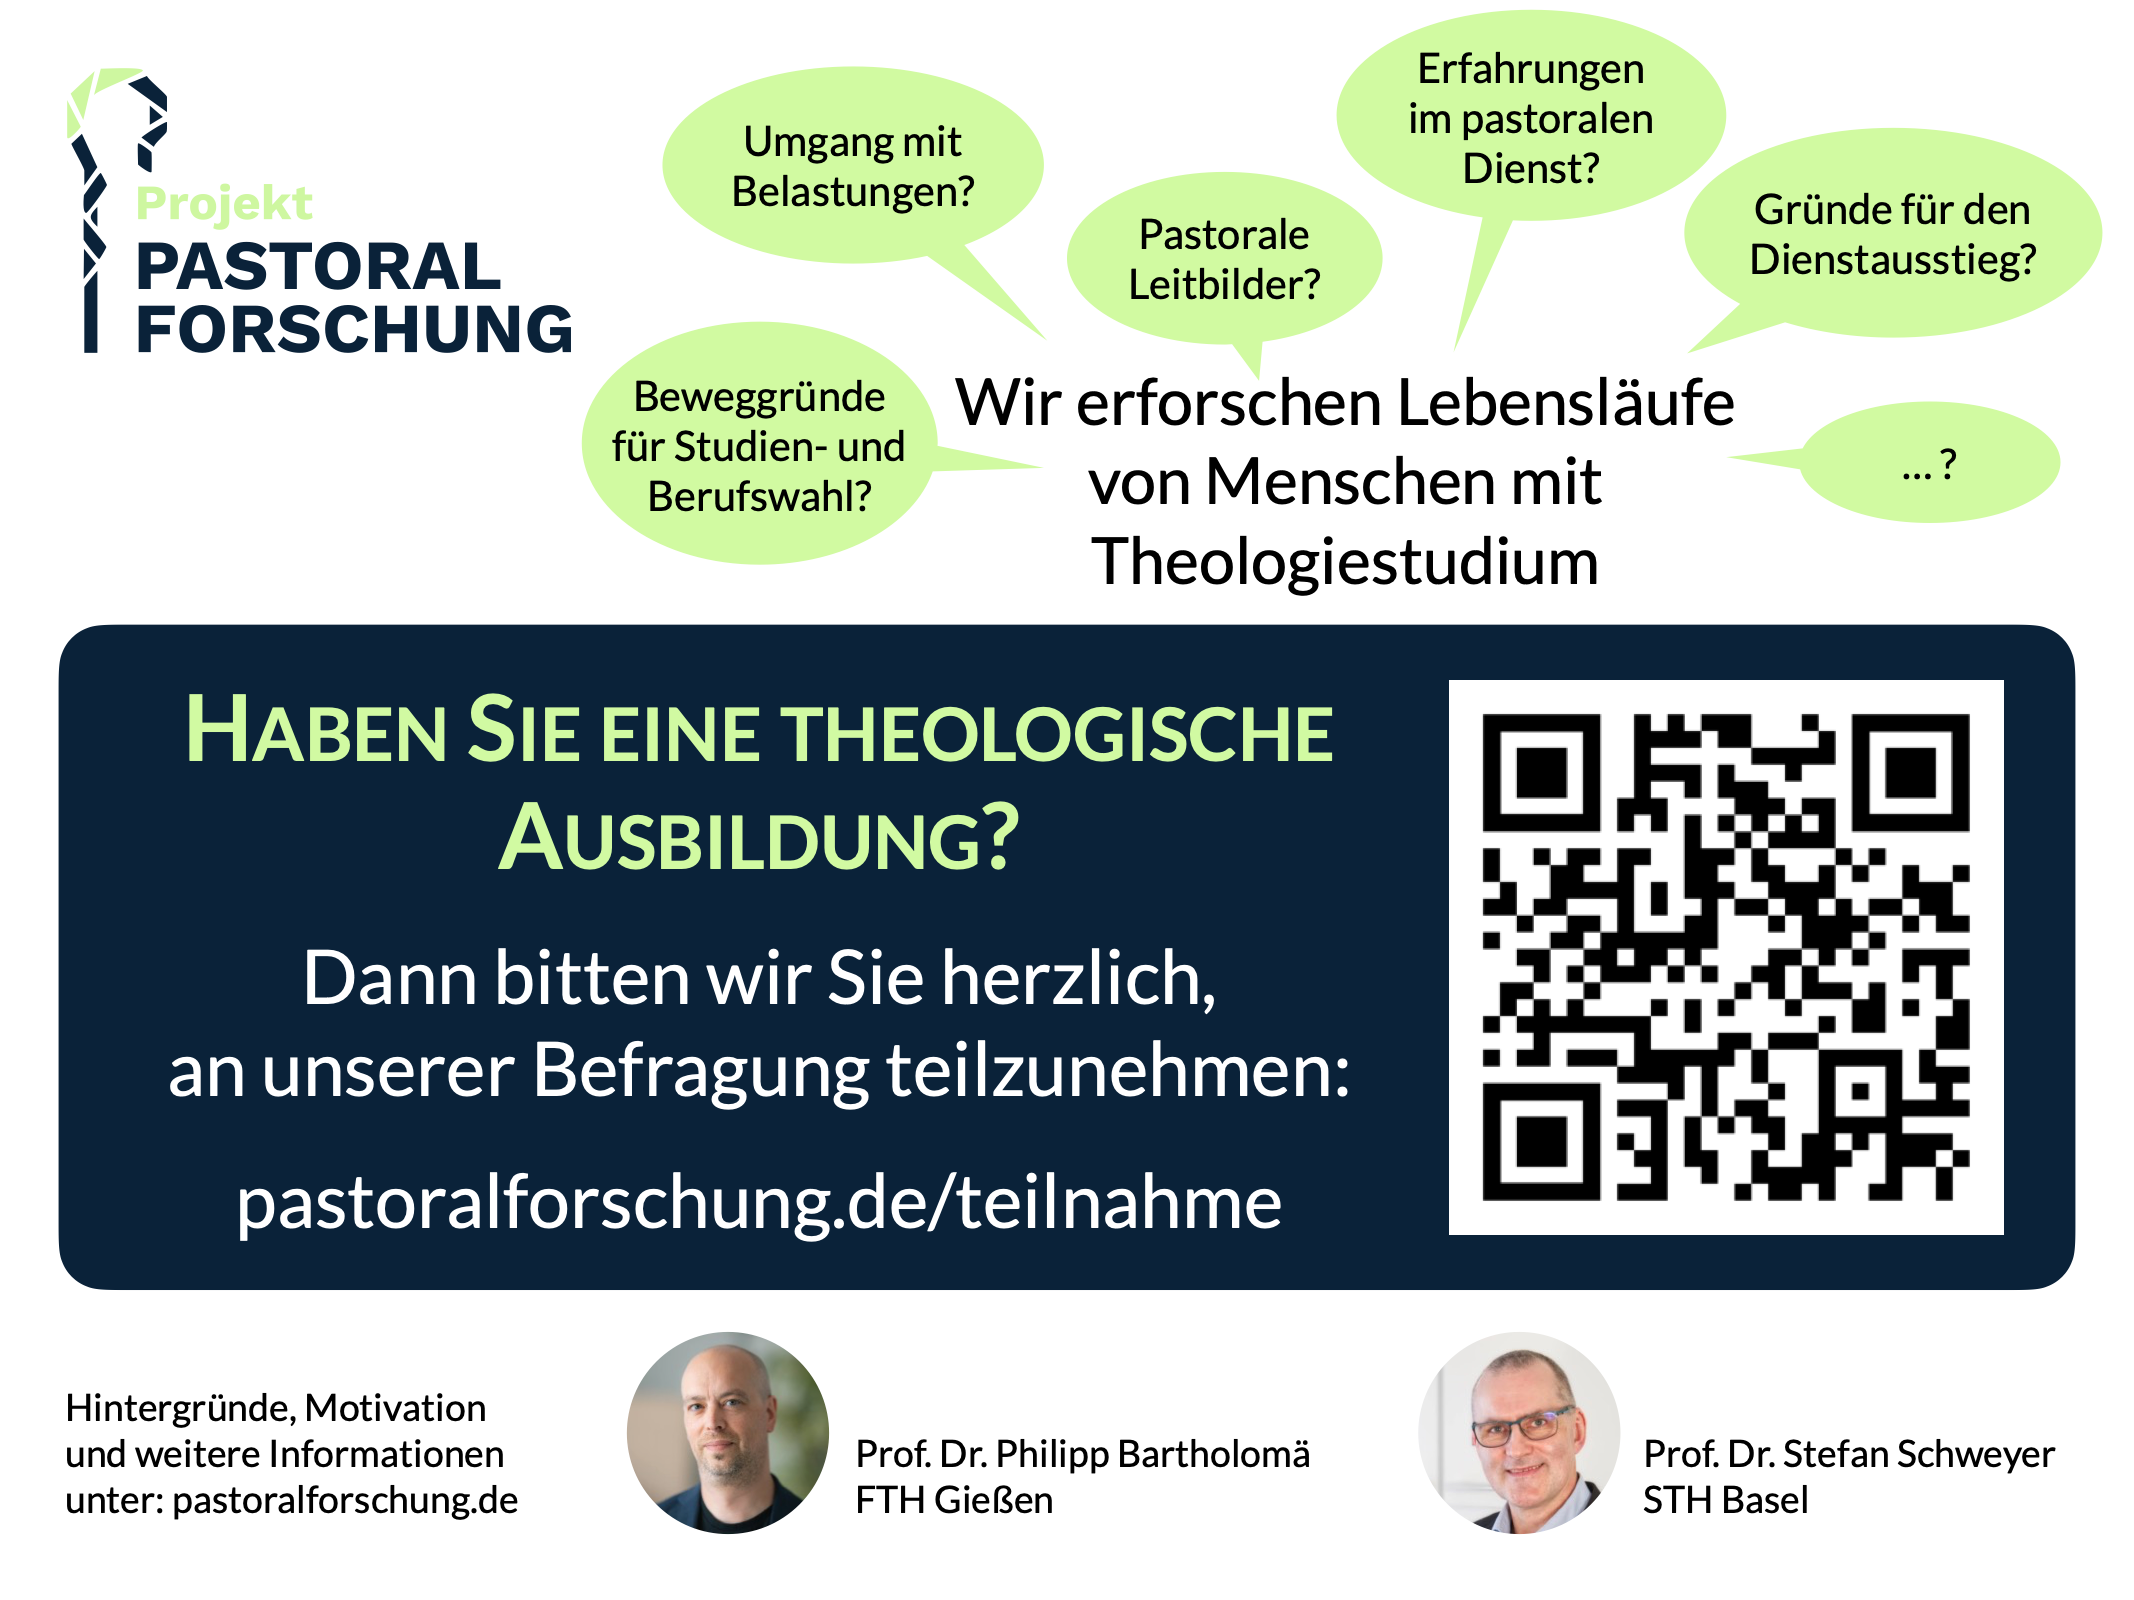 Projekt
PASTORAL
FORSCHUNG
Umgang mit
Belastungen?
Pastorale
Leitbilder?
Erfahrungen
im pastoralen
Dienst?
Gründe für den
Dienstausstieg?
Beweggründe
für Studien- und
Berufswahl?
... ?
Wir erforschen Lebensläufe
von Menschen mit
Theologiestudium
HABEN SIE EINE THEOLOGISCHE
AUSBILDUNG?
Dann bitten wir Sie herzlich,
an unserer Befragung teilzunehmen:
pastoralforschung.de/teilnahme
Hintergründe, Motivation
und weitere Informationen
unter: pastoralforschung.de
Prof. Dr. Philipp Bartholomä
FTH Gießen
Prof. Dr. Stefan Schweyer
STH Basel